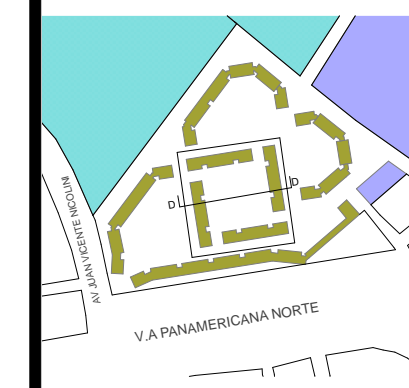 D
D
AV JUAN VICENTE NICOLINI
V.A PANAMERICANA NORTE